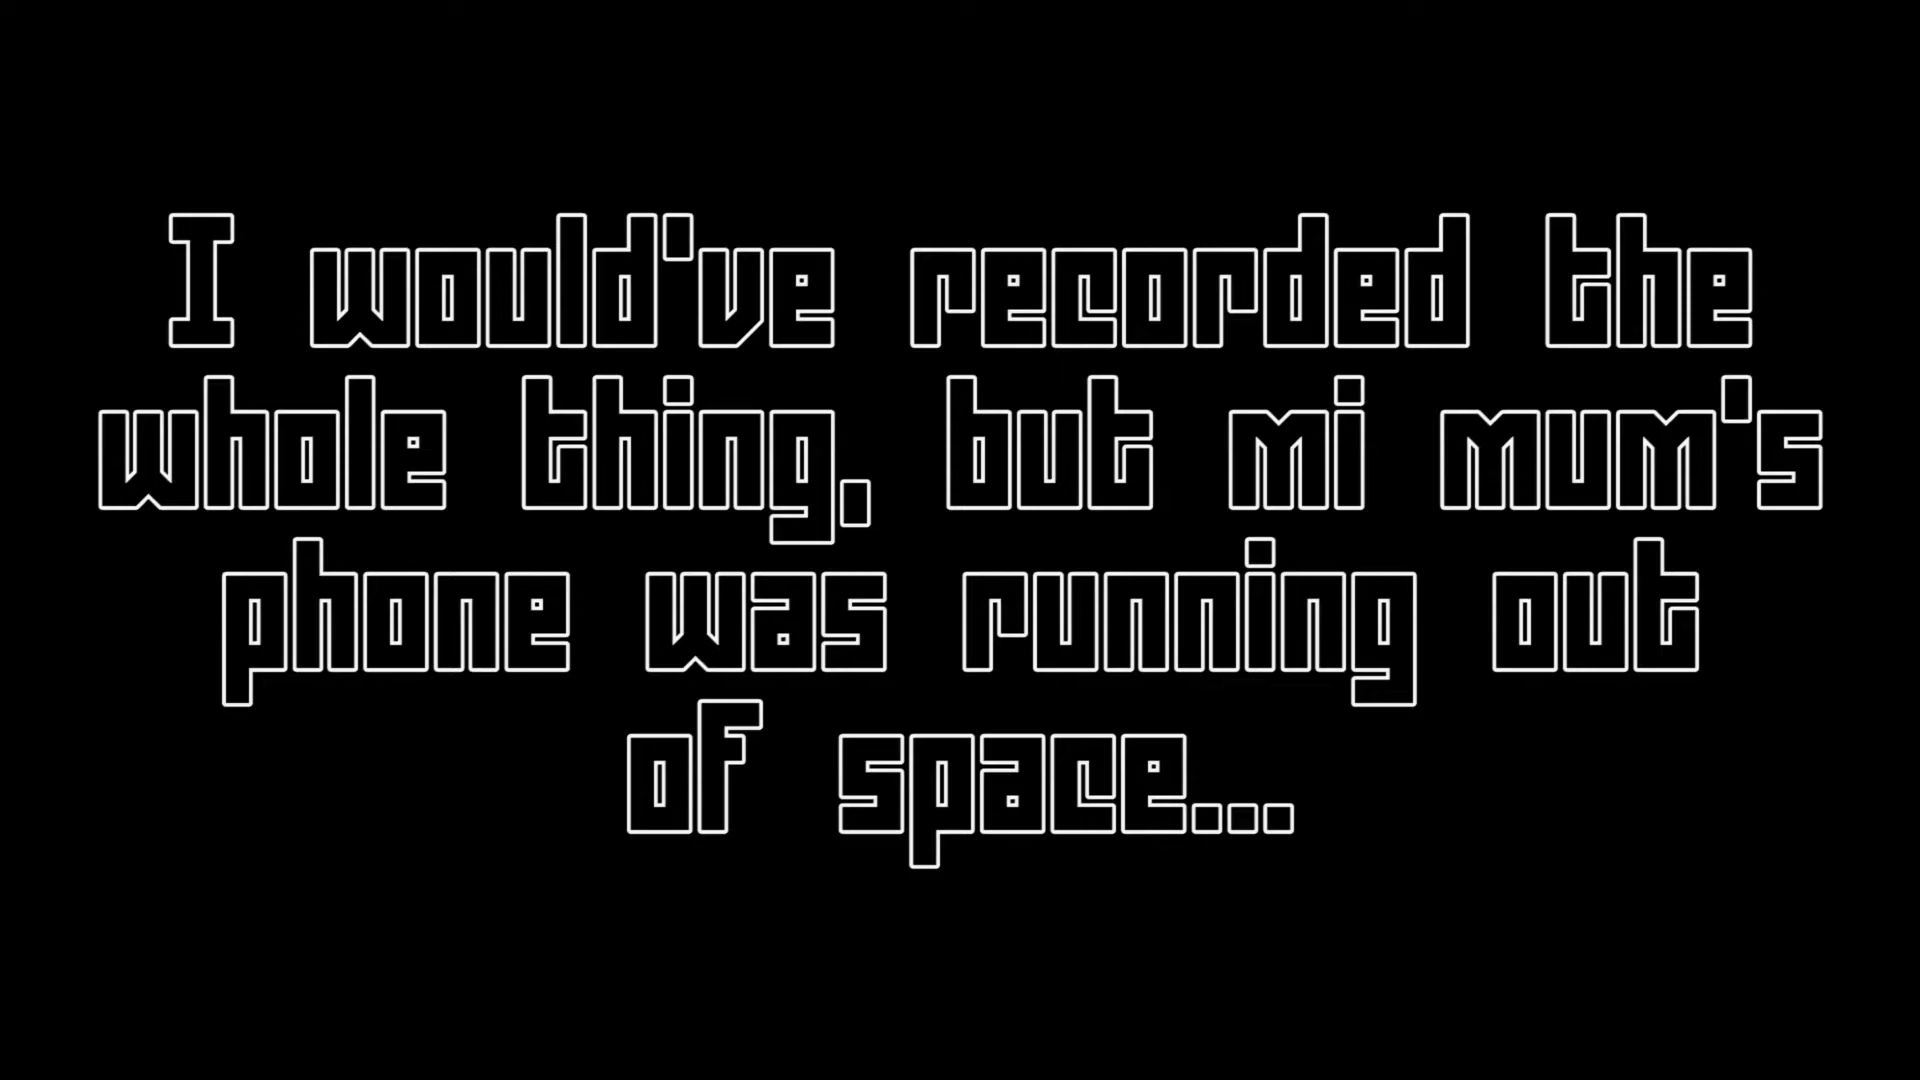 I would've recorded the
whole thing, but mi mum's
phone was running out
of space...